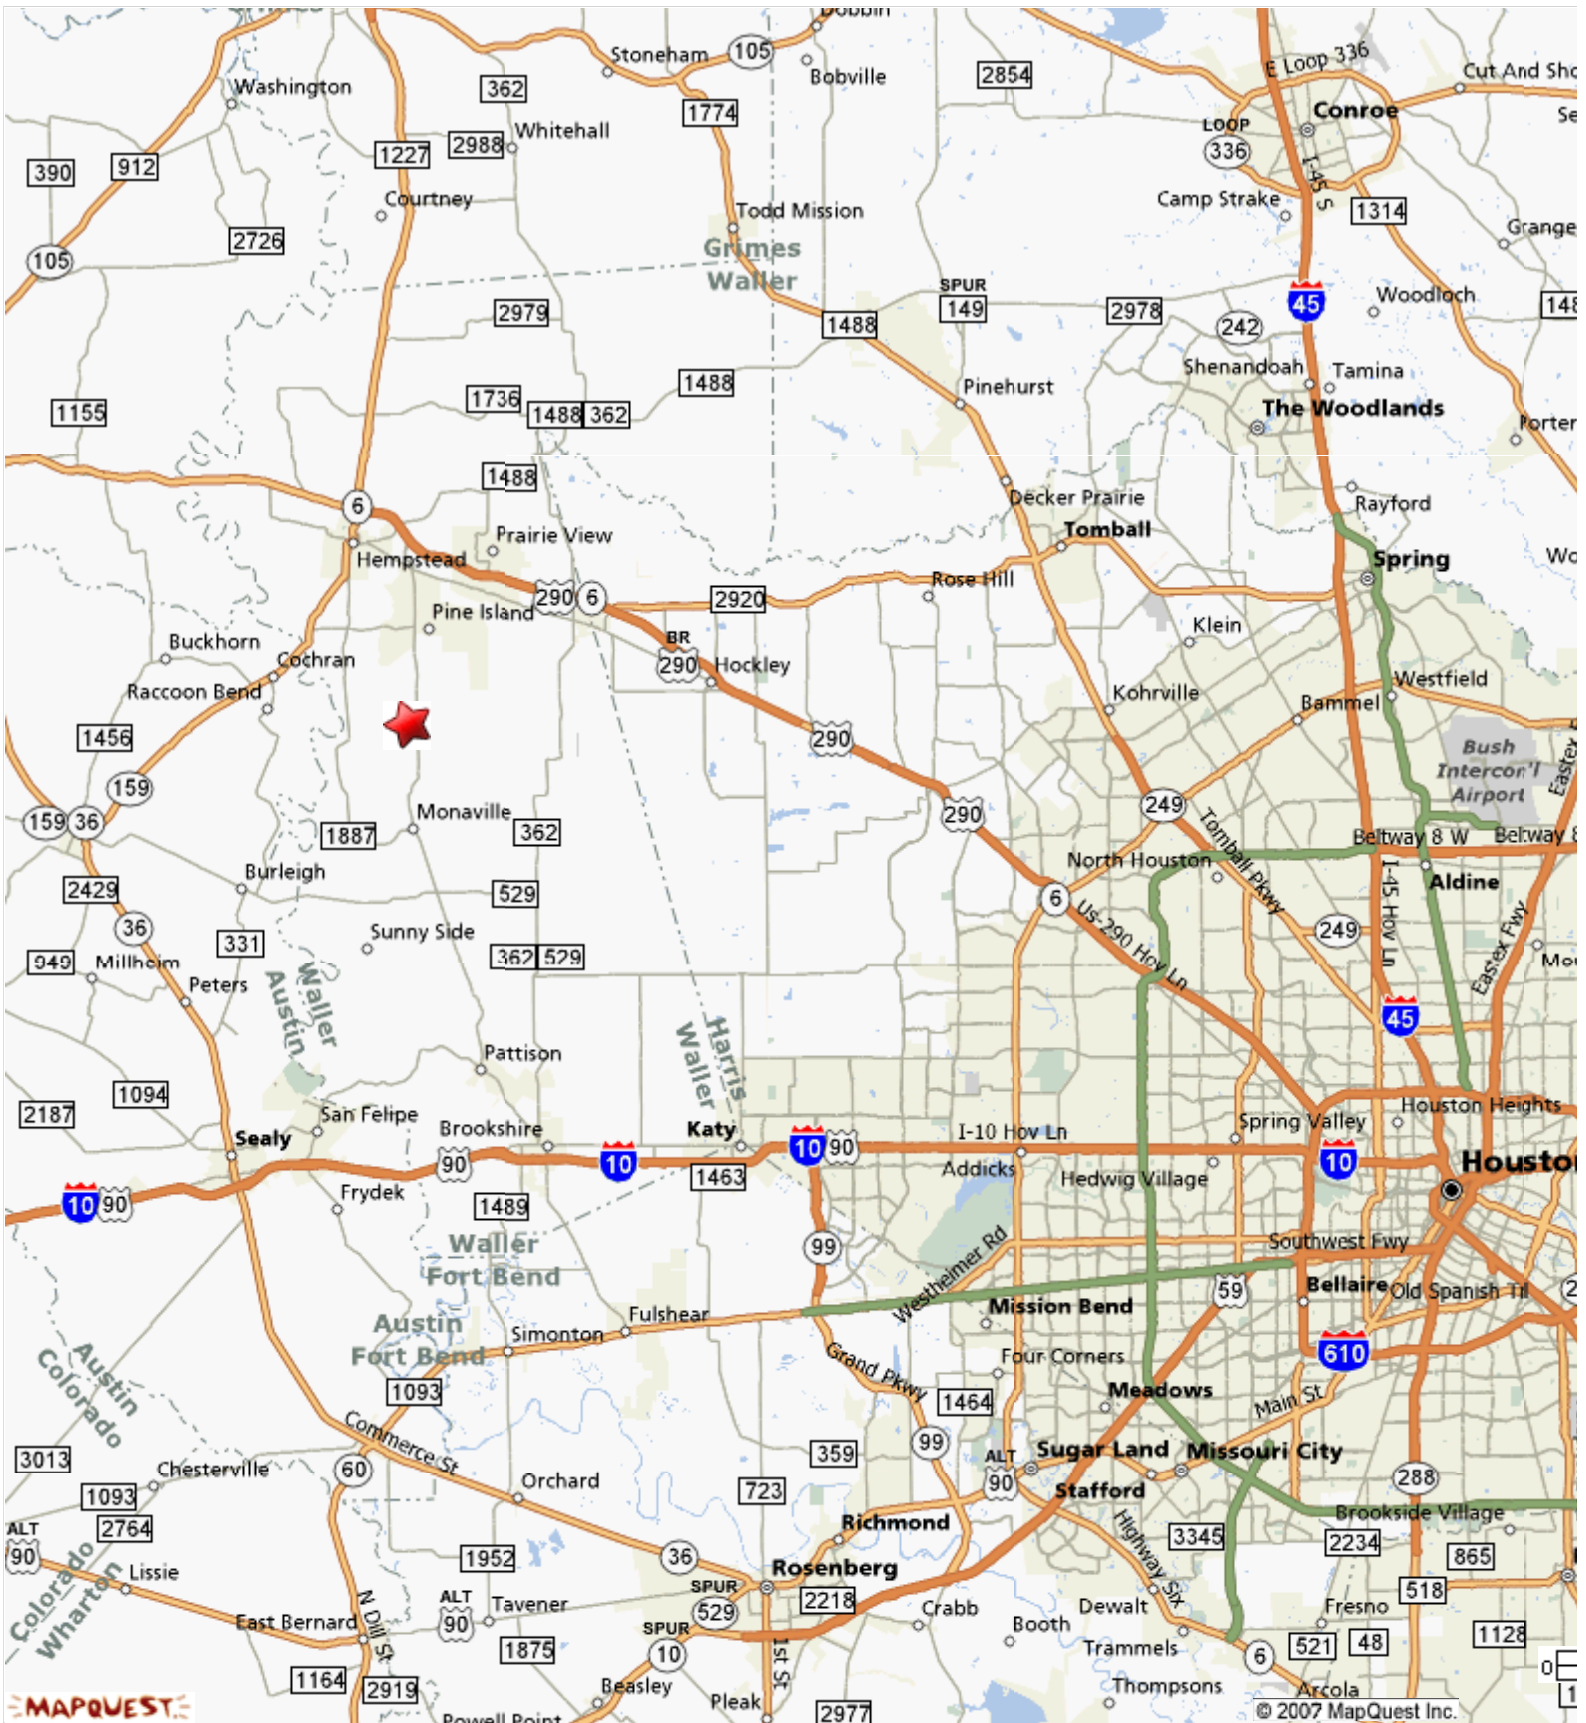 Grimes
Dobbin
Stoneham
105
Bobville
2854
E Loop 336
Cut And Sho
Washington
362
1774
Conroe
Se
LOOP
336
Whitehall
2988
1227
912
390
I-45 S
Courtney
Todd Mission
Camp Strake
1314
Grange
2726
105
Grimes
Waller
SPUR
149
2979
1488
2978
242
45
Woodloch
148
Shenandoah
Tamina
1155
1736
1488
362
1488
Pinehurst
The Woodlands
Porter
1488
6
Decker Prairie
Rayford
Prairie View
Tomball
Hempstead
Spring
Wo
290
6
2920
Rose Hill
Pine Island
Klein
BR
290
Hockley
Buckhorn
Cochran
Raccoon Bend
Kohrville
Westfield
Bammel
1456
290
Bush
Intercon'l
Airport
Eastex F
159
159
36
Monaville
249
290
Tomball Pkwy
1887
362
Beltway 8 W
Beltway 8
North Houston
I-45 Hov Ln
Burleigh
Aldine
2429
529
6
Us-290 Hov Ln
36
331
Sunny Side
249
Eastex Fwy
949
Millheim
362
529
Mo
Peters
Waller
Austin
Harris
Waller
45
Pattison
1094
2187
San Felipe
Houston Heights
Sealy
Brookshire
Katy
I-10 Hov Ln
Spring Valley
10
90
90
10
1463
10
90
Addicks
Hedwig Village
10
Houston
Frydek
1489
Waller
Fort Bend
99
Westheimer Rd
Southwest Fwy
59
Bellaire
Old Spanish Trl
2
Fulshear
Mission Bend
Austin
Fort Bend
Simonton
610
Austin
Colorado
Grand Pkwy
Four Corners
1093
1464
Meadows
Main St
Commerce St
3013
Chesterville
60
359
99
ALT
90
Sugar Land
Missouri City
1093
Orchard
723
Stafford
288
2764
Richmond
Highway Six
Brookside Village
ALT
90
Colorado
Wharton
Lissie
1952
36
Rosenberg
3345
2234
865
SPUR
529
2218
518
East Bernard
N Dill St
ALT
90
Tavener
Crabb
Dewalt
Fresno
SPUR
10
1st St
Booth
Trammels
521
48
1128
1875
6
1164
2919
Beasley
Pleak
Thompsons
Arcola
0
1
MAPQUEST
Powell Point
2977
© 2007 MapQuest Inc.